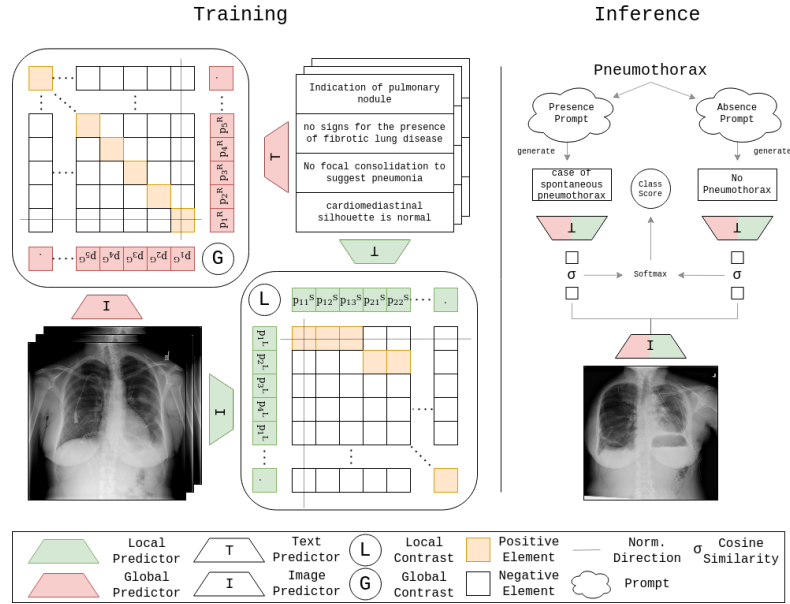 Training
Inference
Indication of pulmonary
nodule
no signs for the presence
of fibrotic lung disease
No focal consolidation to
suggest pneumonia
cardiomediastinal
silhouette is normal
T
p₅ᴿ
p₄ᴿ
p₃ᴿ
p₂ᴿ
p₁ᴿ
p₅ᴳ p₄ᴳ p₃ᴳ p₂ᴳ p₁ᴳ
G
I
T
L
p₁₁ˢ p₁₂ˢ p₁₃ˢ p₂₁ˢ p₂₂ˢ
p₁ᴸ
p₂ᴸ
p₃ᴸ
p₄ᴸ
p₁ᴸ
I
Pneumothorax
Presence
Prompt
Absence
Prompt
generate
generate
case of
spontaneous
pneumothorax
Class
Score
No
Pneumothorax
T
T
σ
Softmax
σ
I
Local
Predictor
T
Text
Predictor
L
Local
Contrast
Positive
Element
Norm.
Direction
σ
Cosine
Similarity
Global
Predictor
I
Image
Predictor
G
Global
Contrast
Negative
Element
Prompt